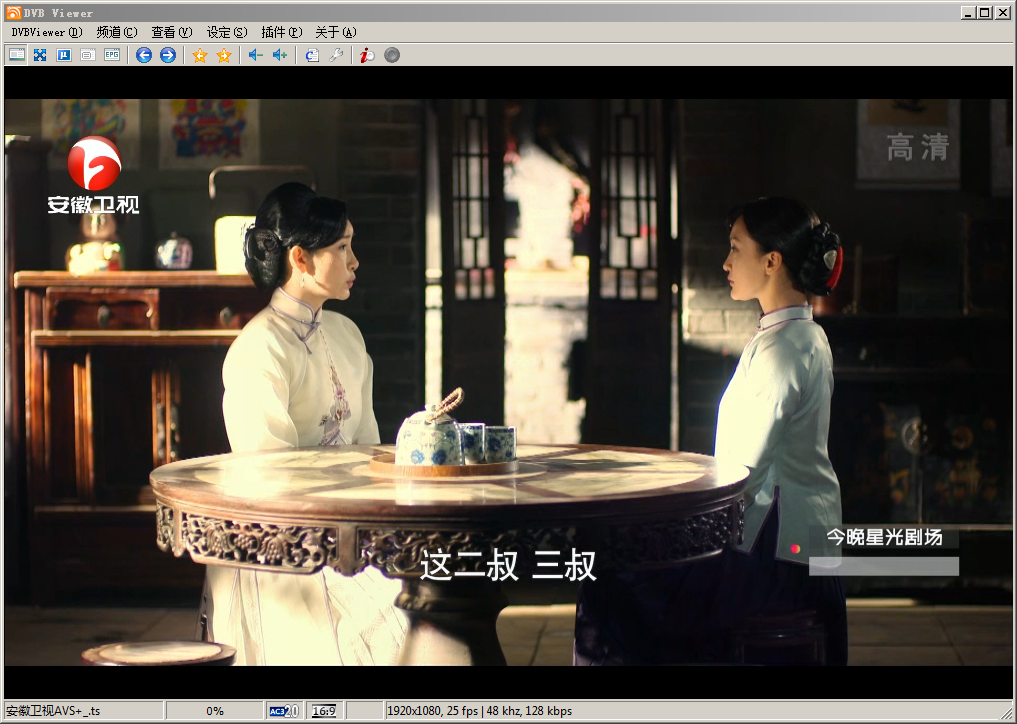 DVB Viewer
DVBViewer(D) 频道(C) 查看(V) 设定(S) 插件(P) 关于(A)
EPG
高清
安徽卫视
今晚星光剧场
这二叔 三叔
安徽卫视AVS+_.ts
0%
AC3 2.0
16:9
1920x1080, 25 fps | 48 khz, 128 kbps